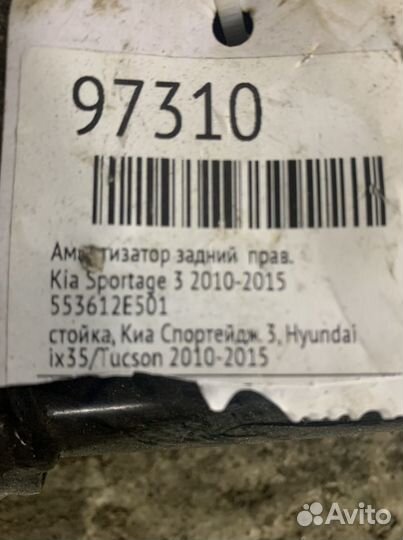 97310
задний прав.
Kia Sportage 3 2010-2015
553612E501
стойка, Киа Спортейдж 3, Hyundai
ix35/Tucson 2010-2015
Avito